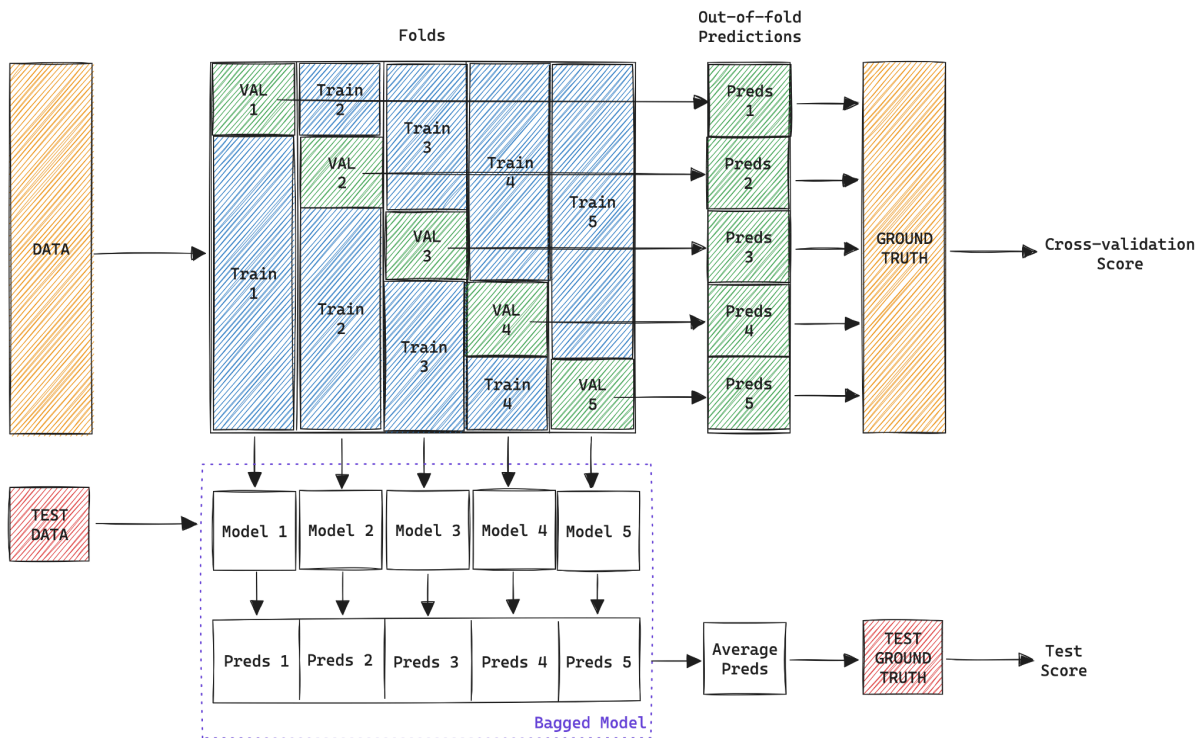 Out-of-fold
Predictions
Folds
DATA
VAL
1
Train
2
Train
3
Train
4
Train
5
Train
1
VAL
2
Train
2
VAL
3
Train
3
VAL
4
Train
4
VAL
5
Preds
1
Preds
2
Preds
3
Preds
4
Preds
5
GROUND
TRUTH
Cross-validation
Score
TEST
DATA
Model 1
Model 2
Model 3
Model 4
Model 5
Preds 1
Preds 2
Preds 3
Preds 4
Preds 5
Bagged Model
Average
Preds
TEST
GROUND
TRUTH
Test
Score